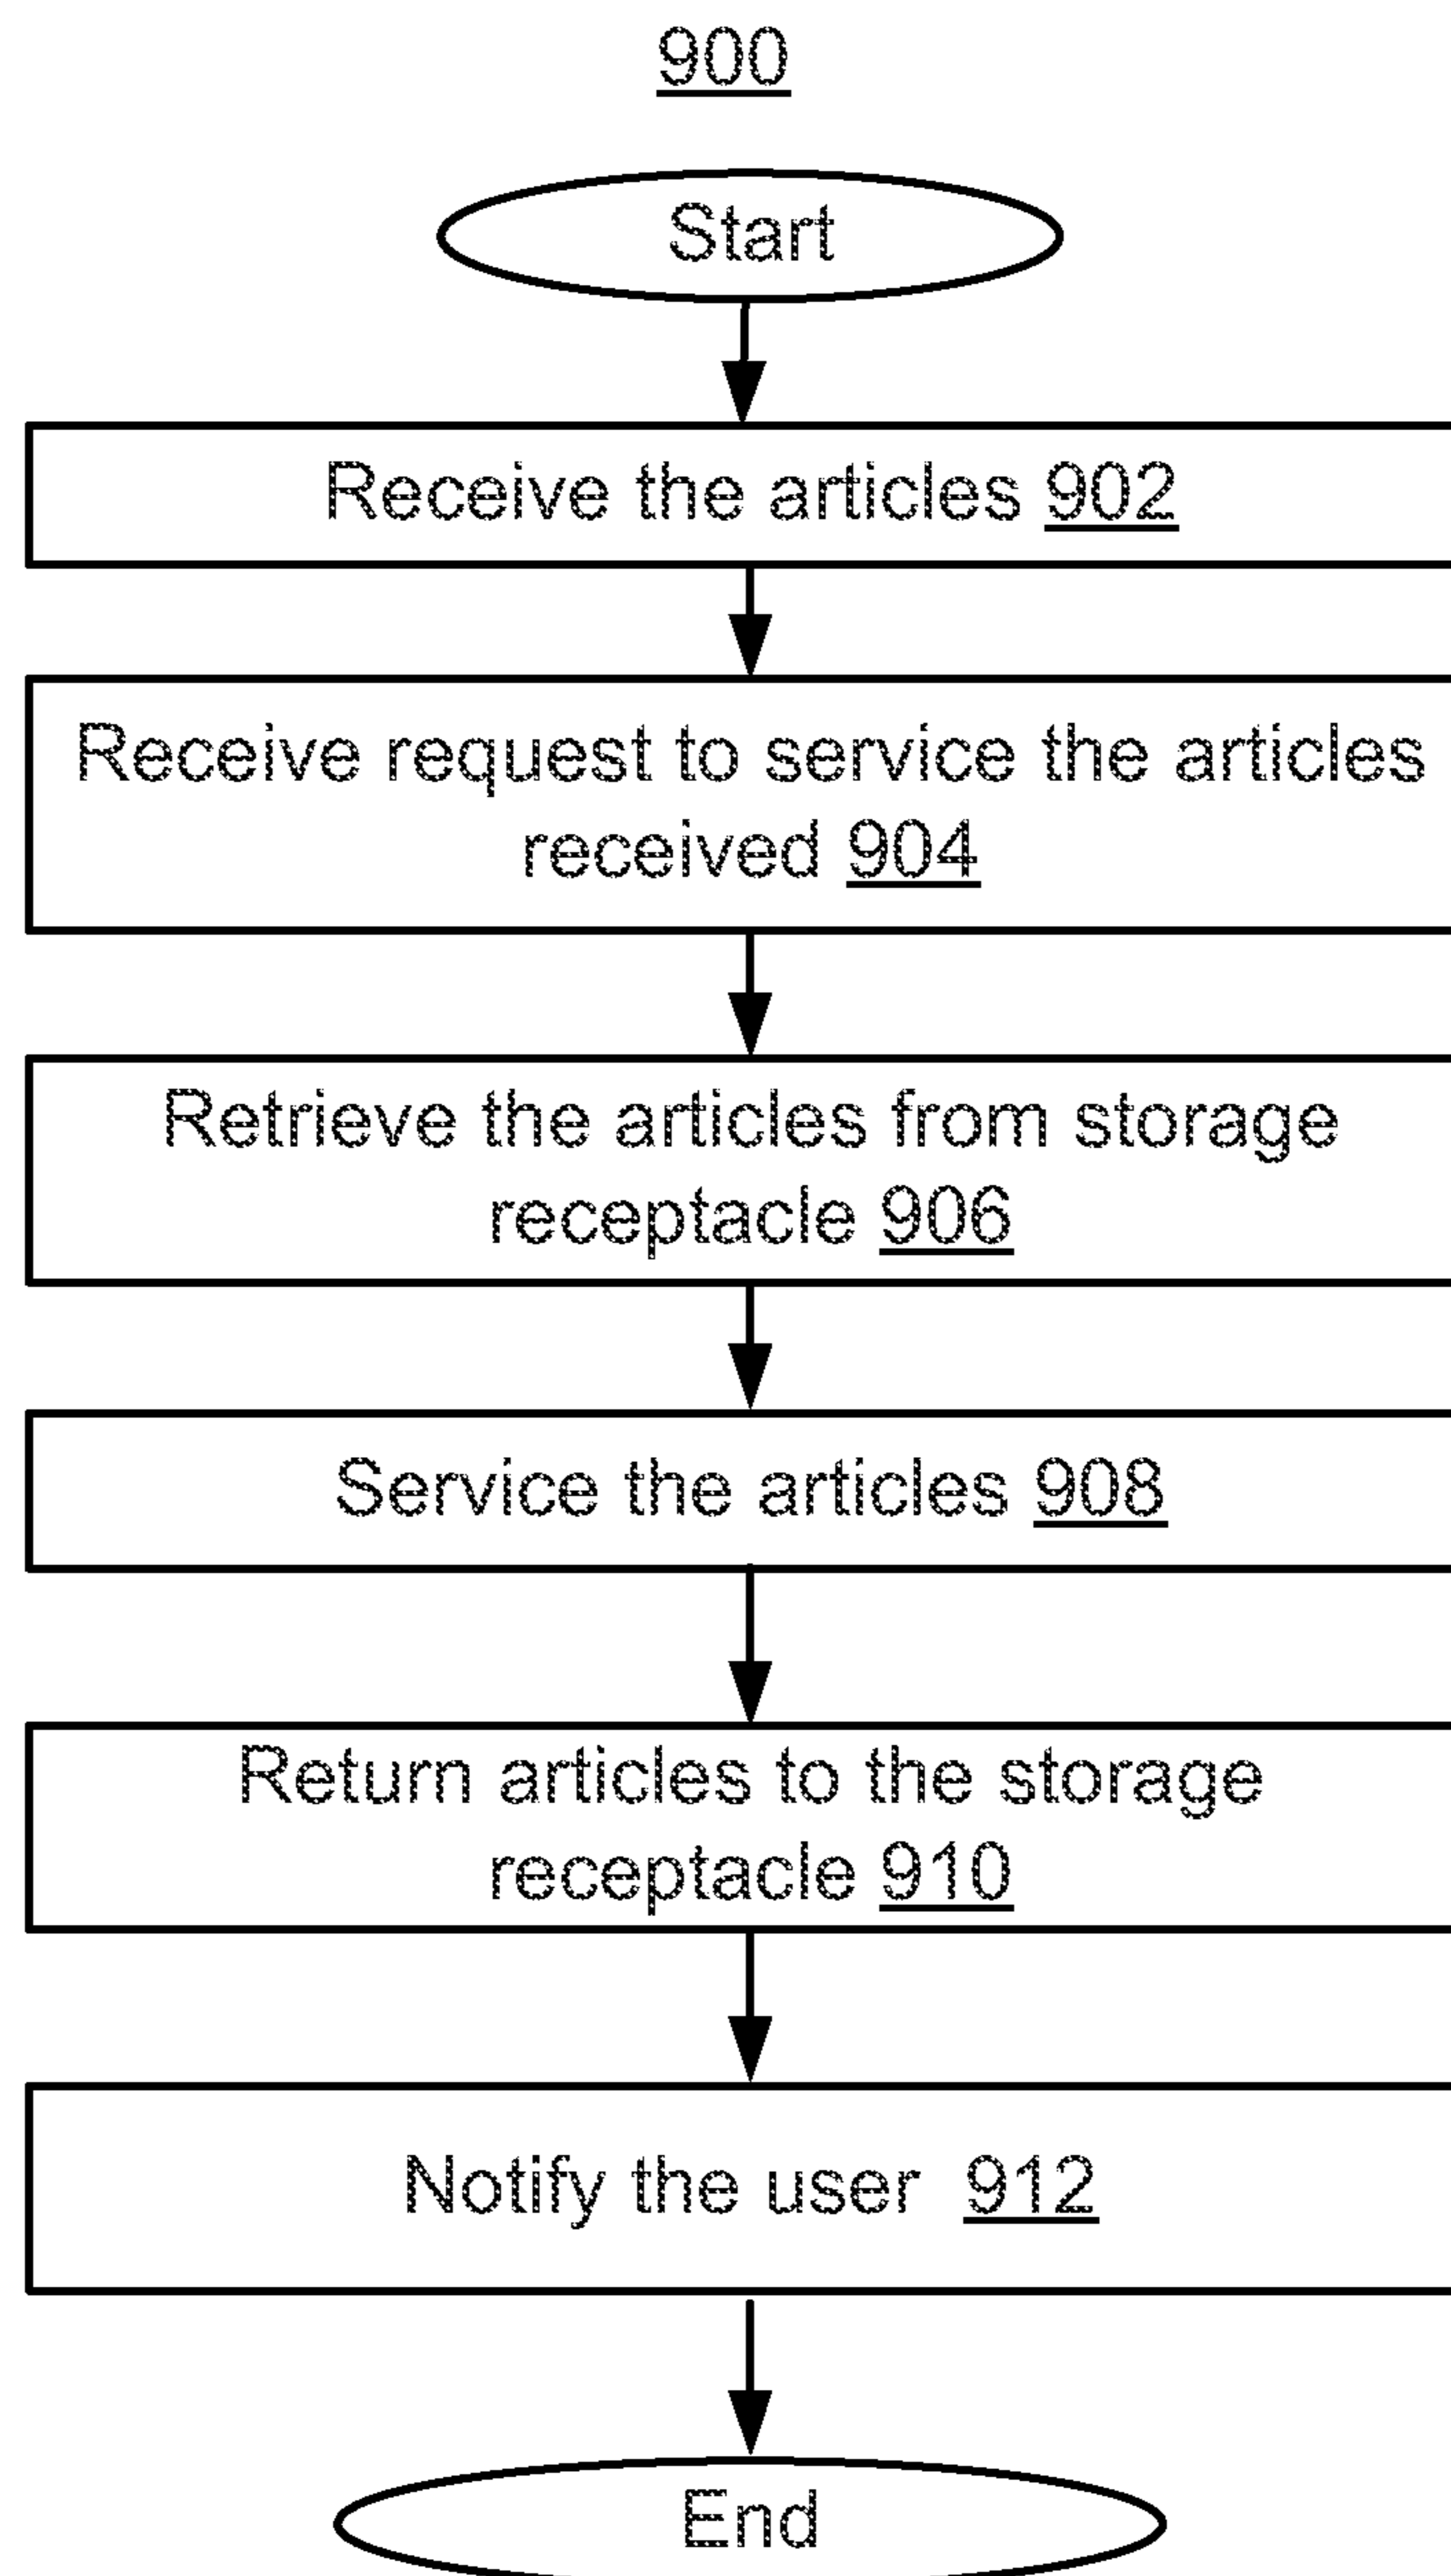 900
Start
Receive the articles 902
Receive request to service the articles
received 904
Retrieve the articles from storage
receptacle 906
Service the articles 908
Return articles to the storage
receptacle 910
Notify the user 912
End